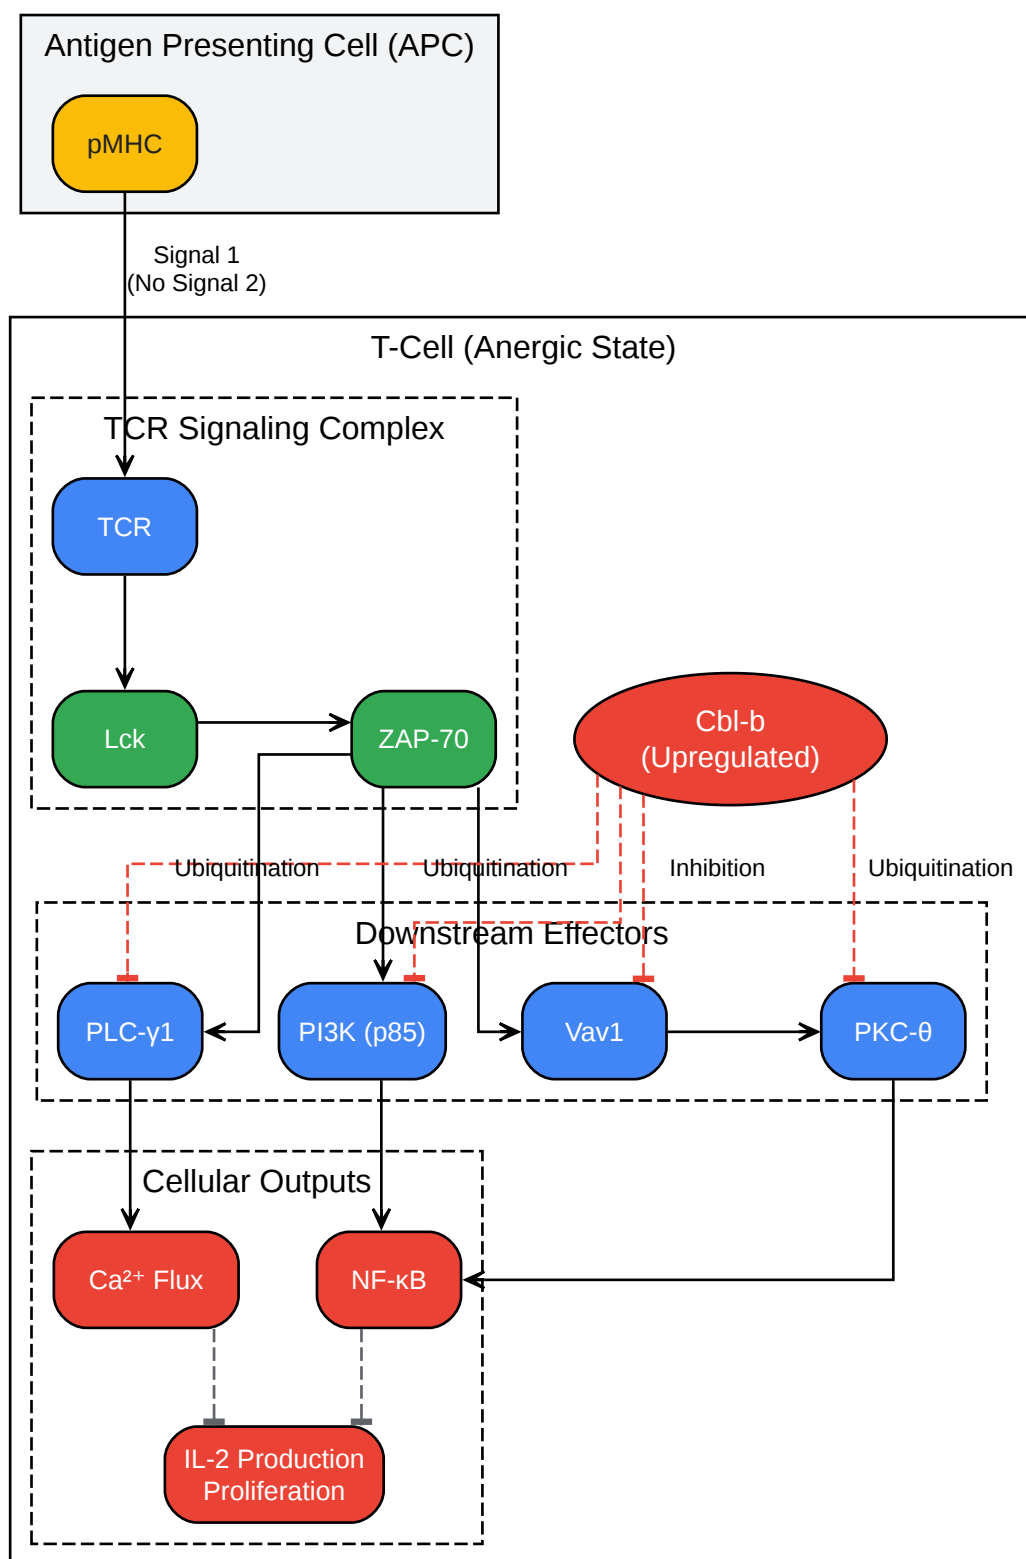 Antigen Presenting Cell (APC)
pMHC
Signal 1
(No Signal 2)
T-Cell (Anergic State)
TCR Signaling Complex
TCR
Lck
ZAP-70
Cbl-b
(Upregulated)
Ubiquitination
Ubiquitination
Inhibition
Ubiquitination
Downstream Effectors
PLC-γ1
PI3K (p85)
Vav1
PKC-θ
Cellular Outputs
Ca²⁺ Flux
NF-κB
IL-2 Production
Proliferation